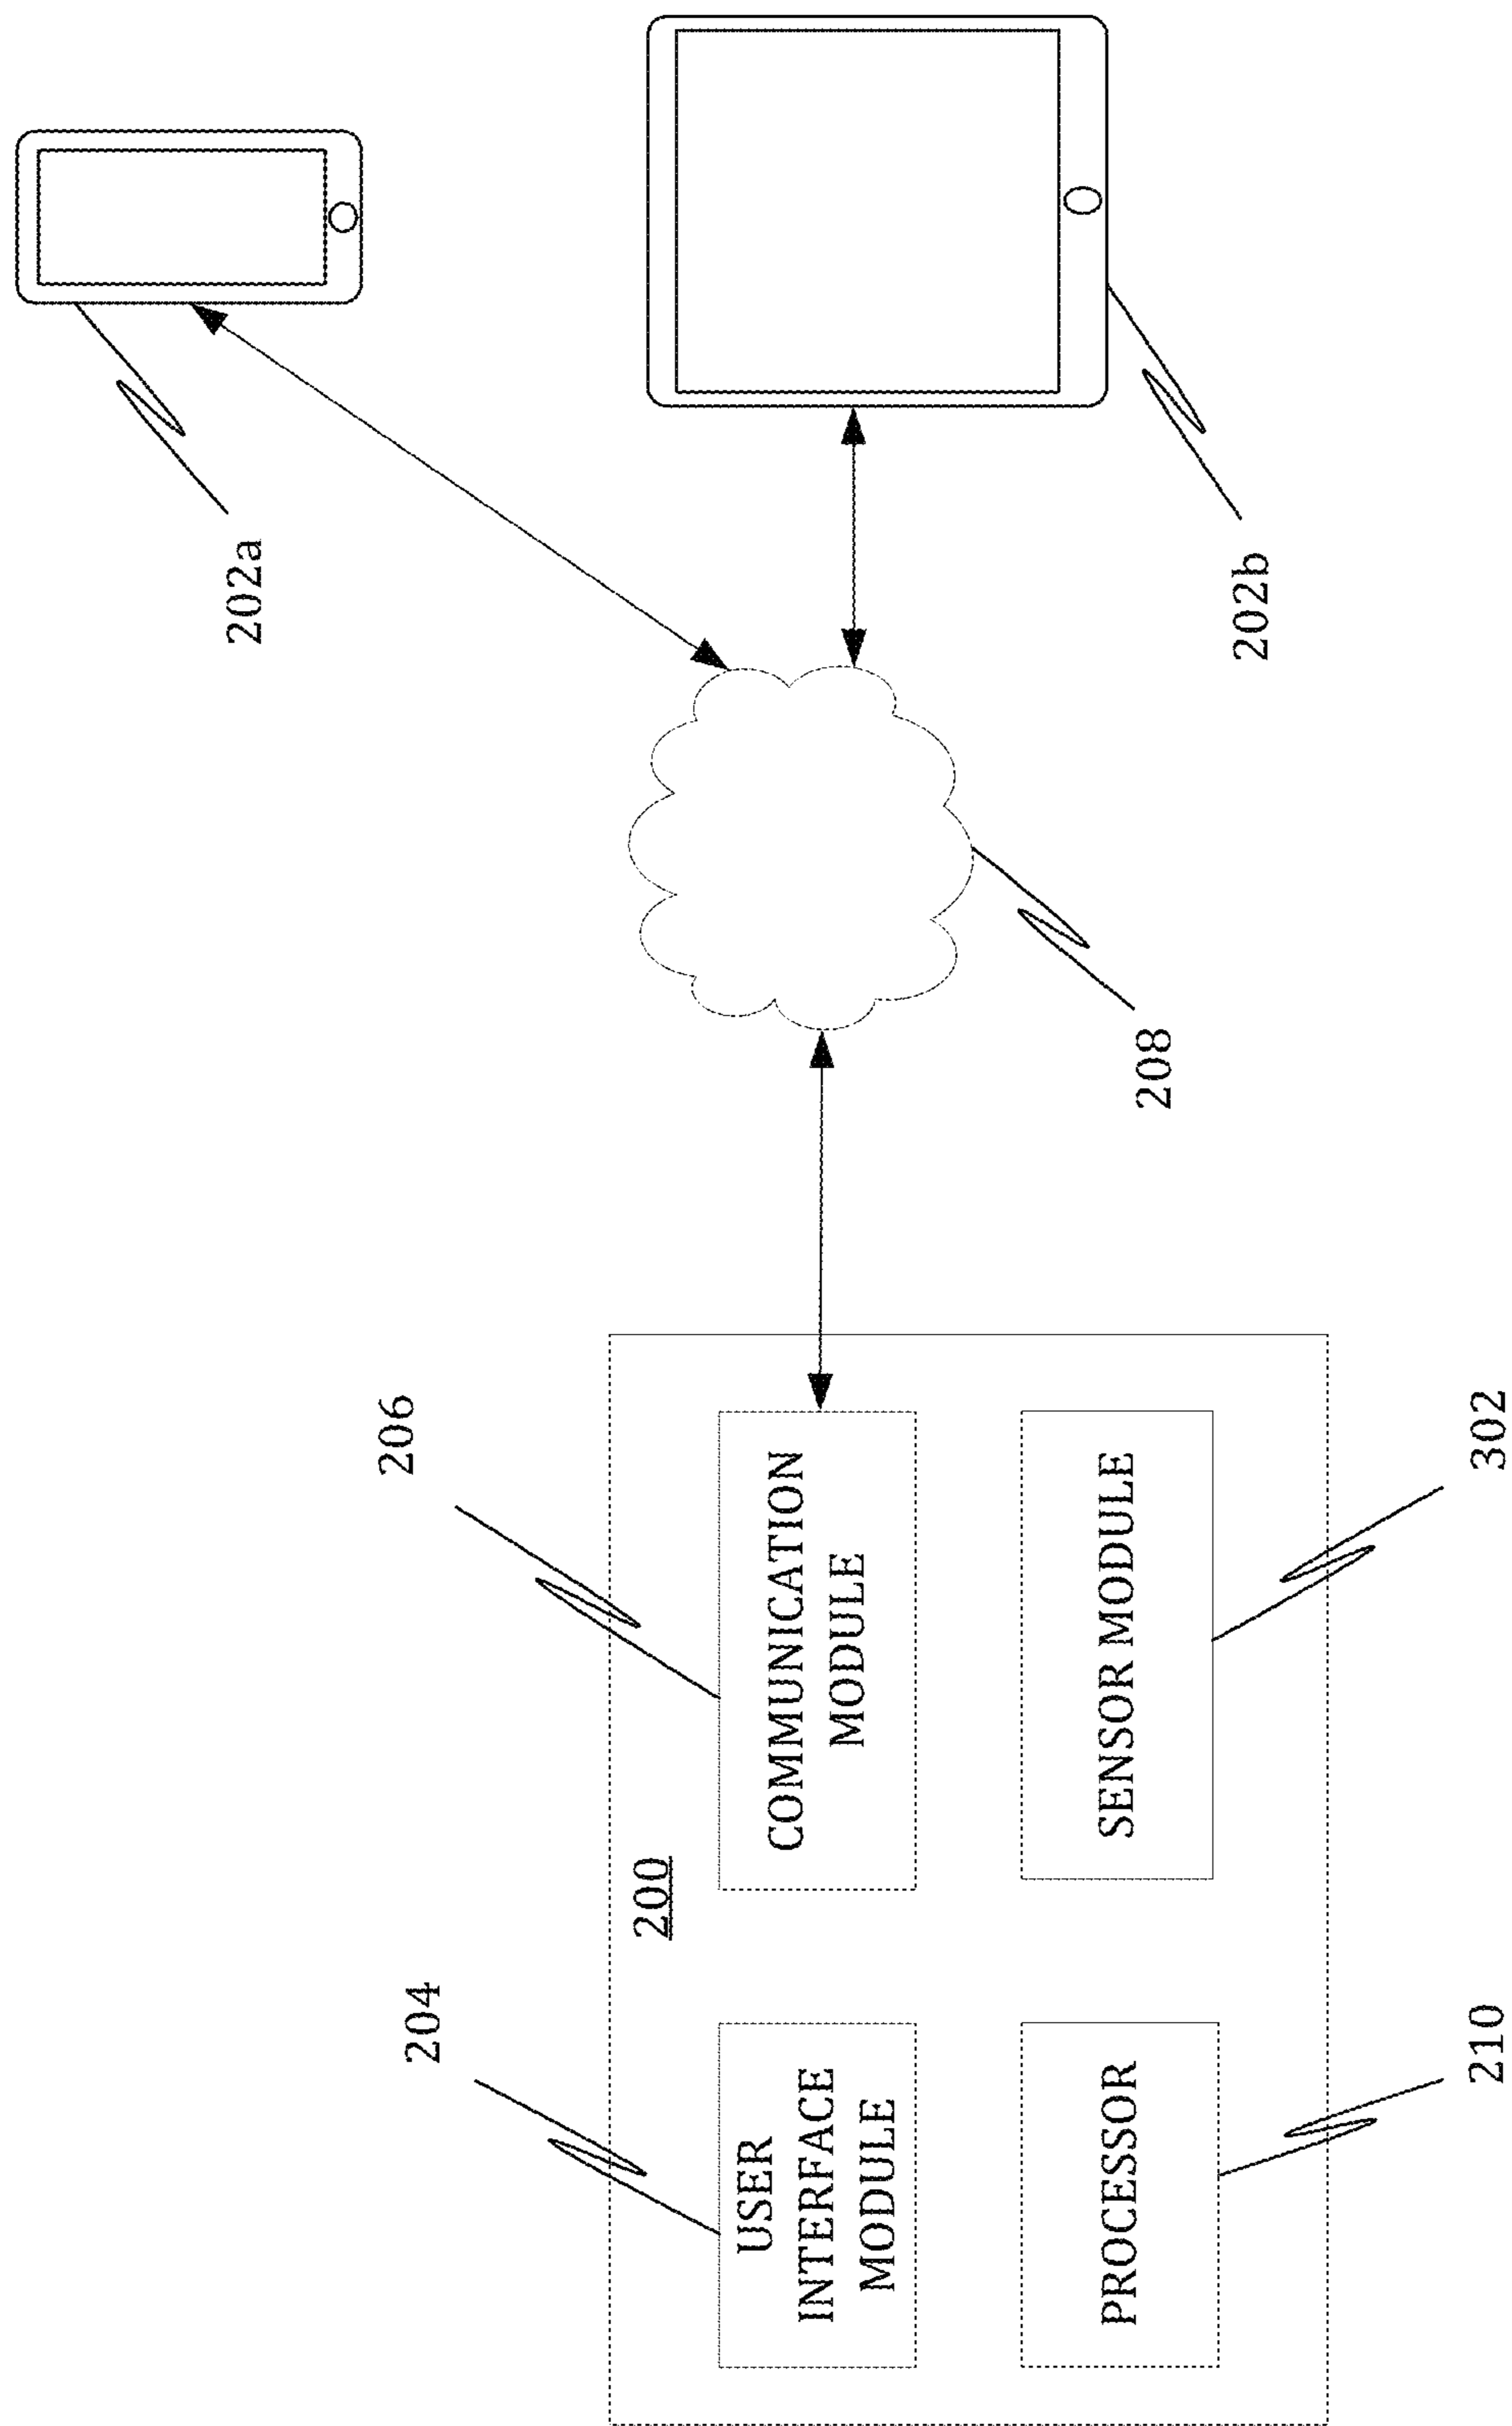 204
206
200
USER
INTERFACE
MODULE
COMMUNICATION
MODULE
PROCESSOR
SENSOR MODULE
210
302
208
202a
202b